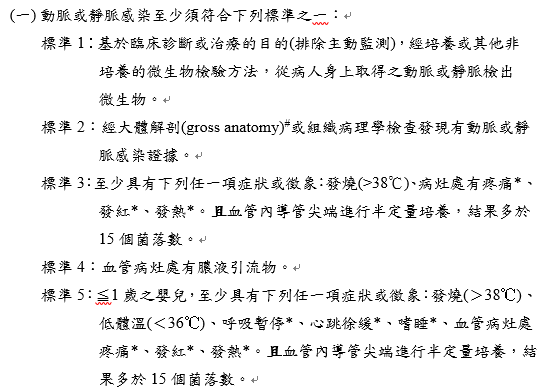 (一) 動脈或靜脈感染至少須符合下列標準之一：
標準 1：基於臨床診斷或治療的目的(排除主動監測)，經培養或其他非
培養的微生物檢驗方法，從病人身上取得之動脈或靜脈檢出
微生物。
標準 2：經大體解剖(gross anatomy)#或組織病理學檢查發現有動脈或靜
脈感染證據。
標準 3：至少具有下列任一項症狀或徵象：發燒(>38℃)、病灶處有疼痛*、
發紅*、發熱*。且血管內導管尖端進行半定量培養，結果多於
15 個菌落數。
標準 4：血管病灶處有膿液引流物。
標準 5：≦1 歲之嬰兒，至少具有下列任一項症狀或徵象：發燒(＞38℃)、
低體溫(＜36℃)、呼吸暫停*、心跳徐緩*、嗜睡*、血管病灶處
疼痛*、發紅*、發熱*。且血管內導管尖端進行半定量培養，結
果多於 15 個菌落數。